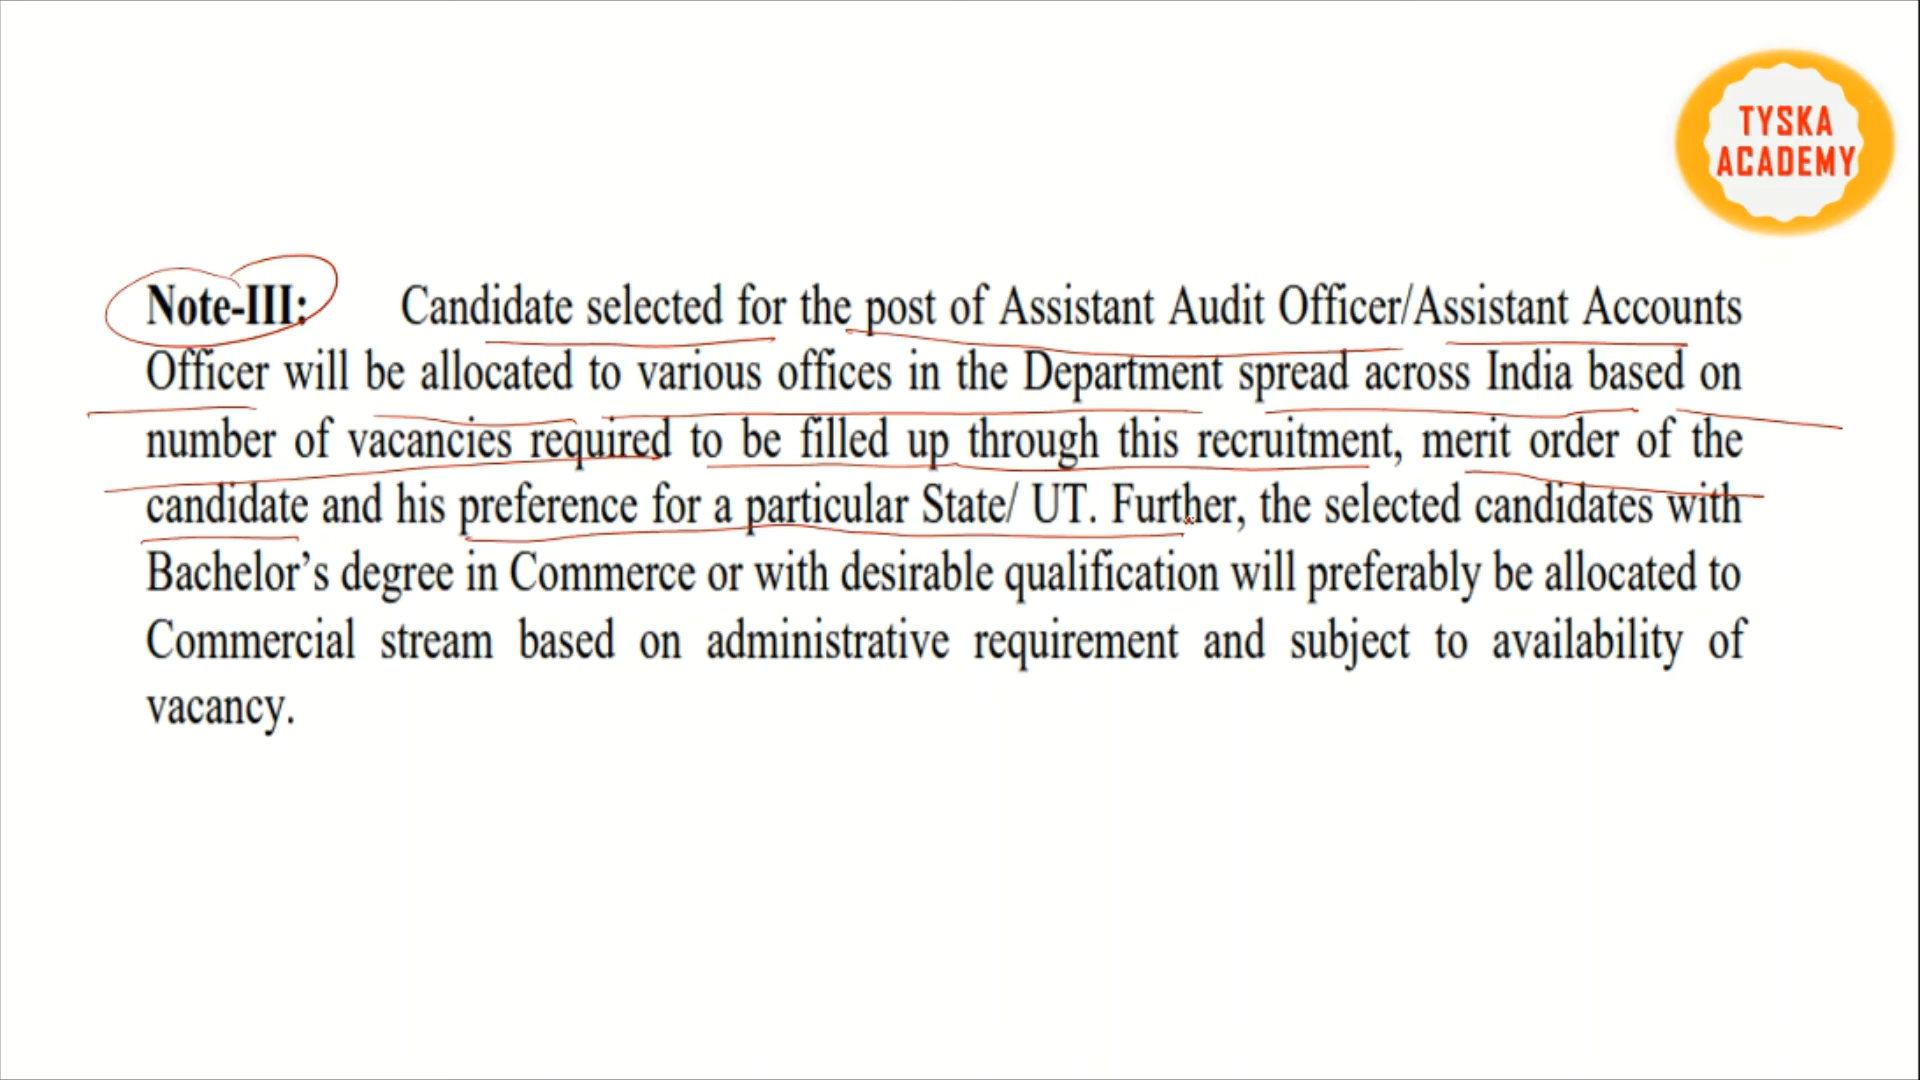 TYSKA
ACADEMY
Note-III: Candidate selected for the post of Assistant Audit Officer/Assistant Accounts
Officer will be allocated to various offices in the Department spread across India based on
number of vacancies required to be filled up through this recruitment, merit order of the
candidate and his preference for a particular State/ UT. Further, the selected candidates with
Bachelor’s degree in Commerce or with desirable qualification will preferably be allocated to
Commercial stream based on administrative requirement and subject to availability of
vacancy.